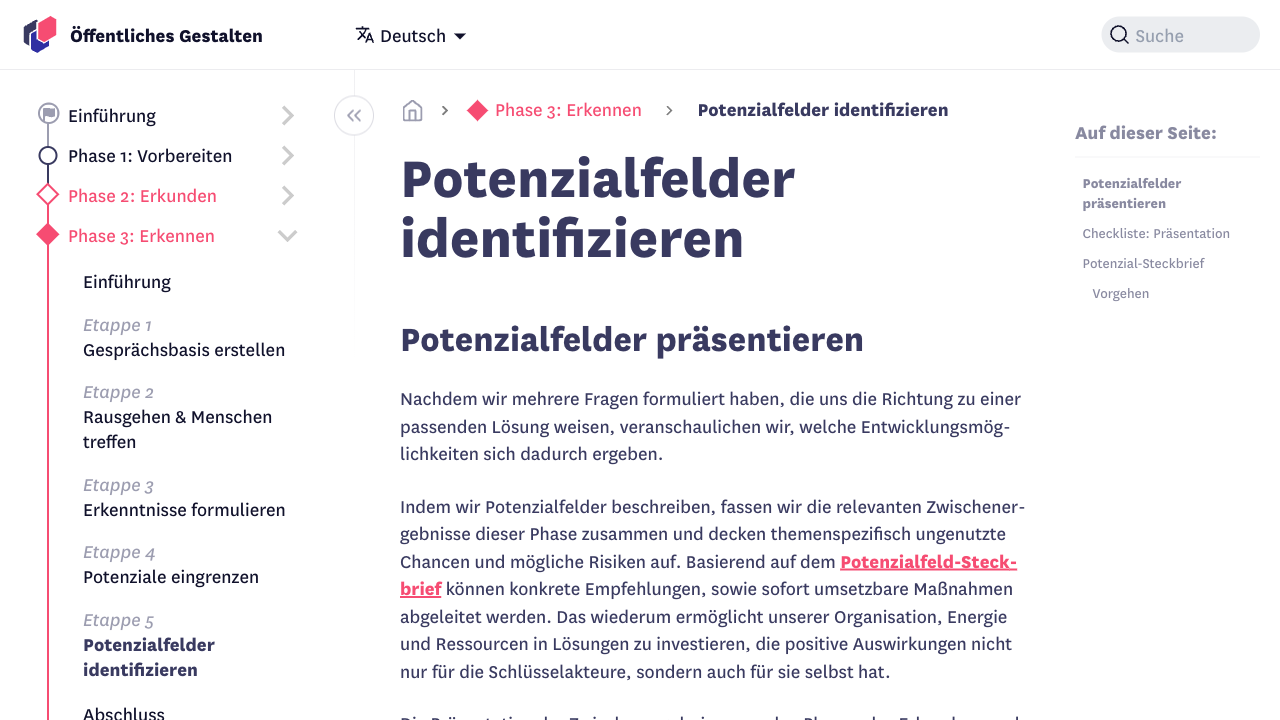 Öffentliches Gestalten
Deutsch
Suche
Einführung
Phase 1: Vorbereiten
Phase 2: Erkunden
Phase 3: Erkennen
Einführung
Etappe 1
Gesprächsbasis erstellen
Etappe 2
Rausgehen & Menschen
treffen
Etappe 3
Erkenntnisse formulieren
Etappe 4
Potenziale eingrenzen
Etappe 5
Potenzialfelder
identifizieren
Abschluss
Phase 3: Erkennen
Potenzialfelder identifizieren
Potenzialfelder
identifizieren
Potenzialfelder präsentieren
Nachdem wir mehrere Fragen formuliert haben, die uns die Richtung zu einer
passenden Lösung weisen, veranschaulichen wir, welche Entwicklungsmög-
lichkeiten sich dadurch ergeben.
Indem wir Potenzialfelder beschreiben, fassen wir die relevanten Zwischener-
gebnisse dieser Phase zusammen und decken themenspezifisch ungenutzte
Chancen und mögliche Risiken auf. Basierend auf dem Potenzialfeld-Steck-
brief können konkrete Empfehlungen, sowie sofort umsetzbare Maßnahmen
abgeleitet werden. Das wiederum ermöglicht unserer Organisation, Energie
und Ressourcen in Lösungen zu investieren, die positive Auswirkungen nicht
nur für die Schlüsselakteure, sondern auch für sie selbst hat.
Auf dieser Seite:
Potenzialfelder
präsentieren
Checkliste: Präsentation
Potenzial-Steckbrief
Vorgehen